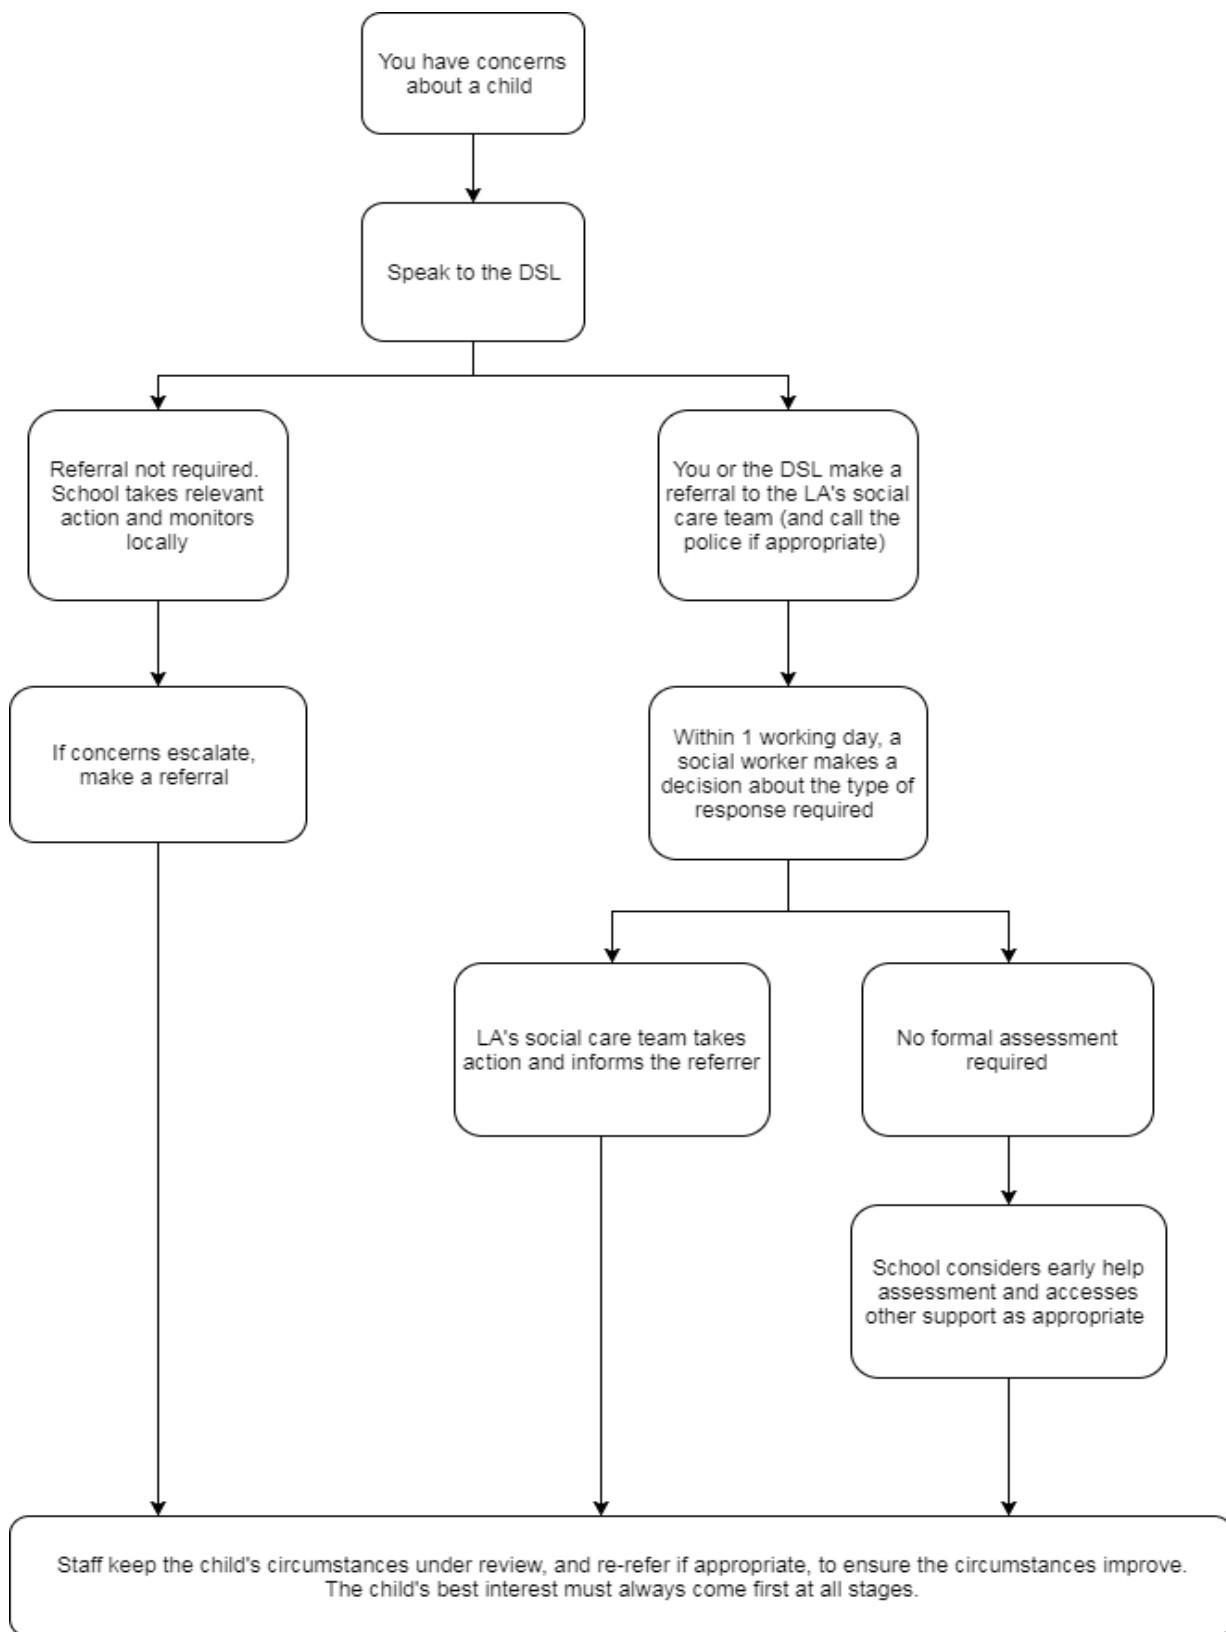 You have concerns
about a child
Speak to the DSL
Referral not required.
School takes relevant
action and monitors
locally
You or the DSL make a
referral to the LA's social
care team (and call the
police if appropriate)
If concerns escalate,
make a referral
Within 1 working day, a
social worker makes a
decision about the type of
response required
LA's social care team takes
action and informs the referrer
No formal assessment
required
School considers early help
assessment and accesses
other support as appropriate
Staff keep the child's circumstances under review, and re-refer if appropriate, to ensure the circumstances improve.
The child's best interest must always come first at all stages.